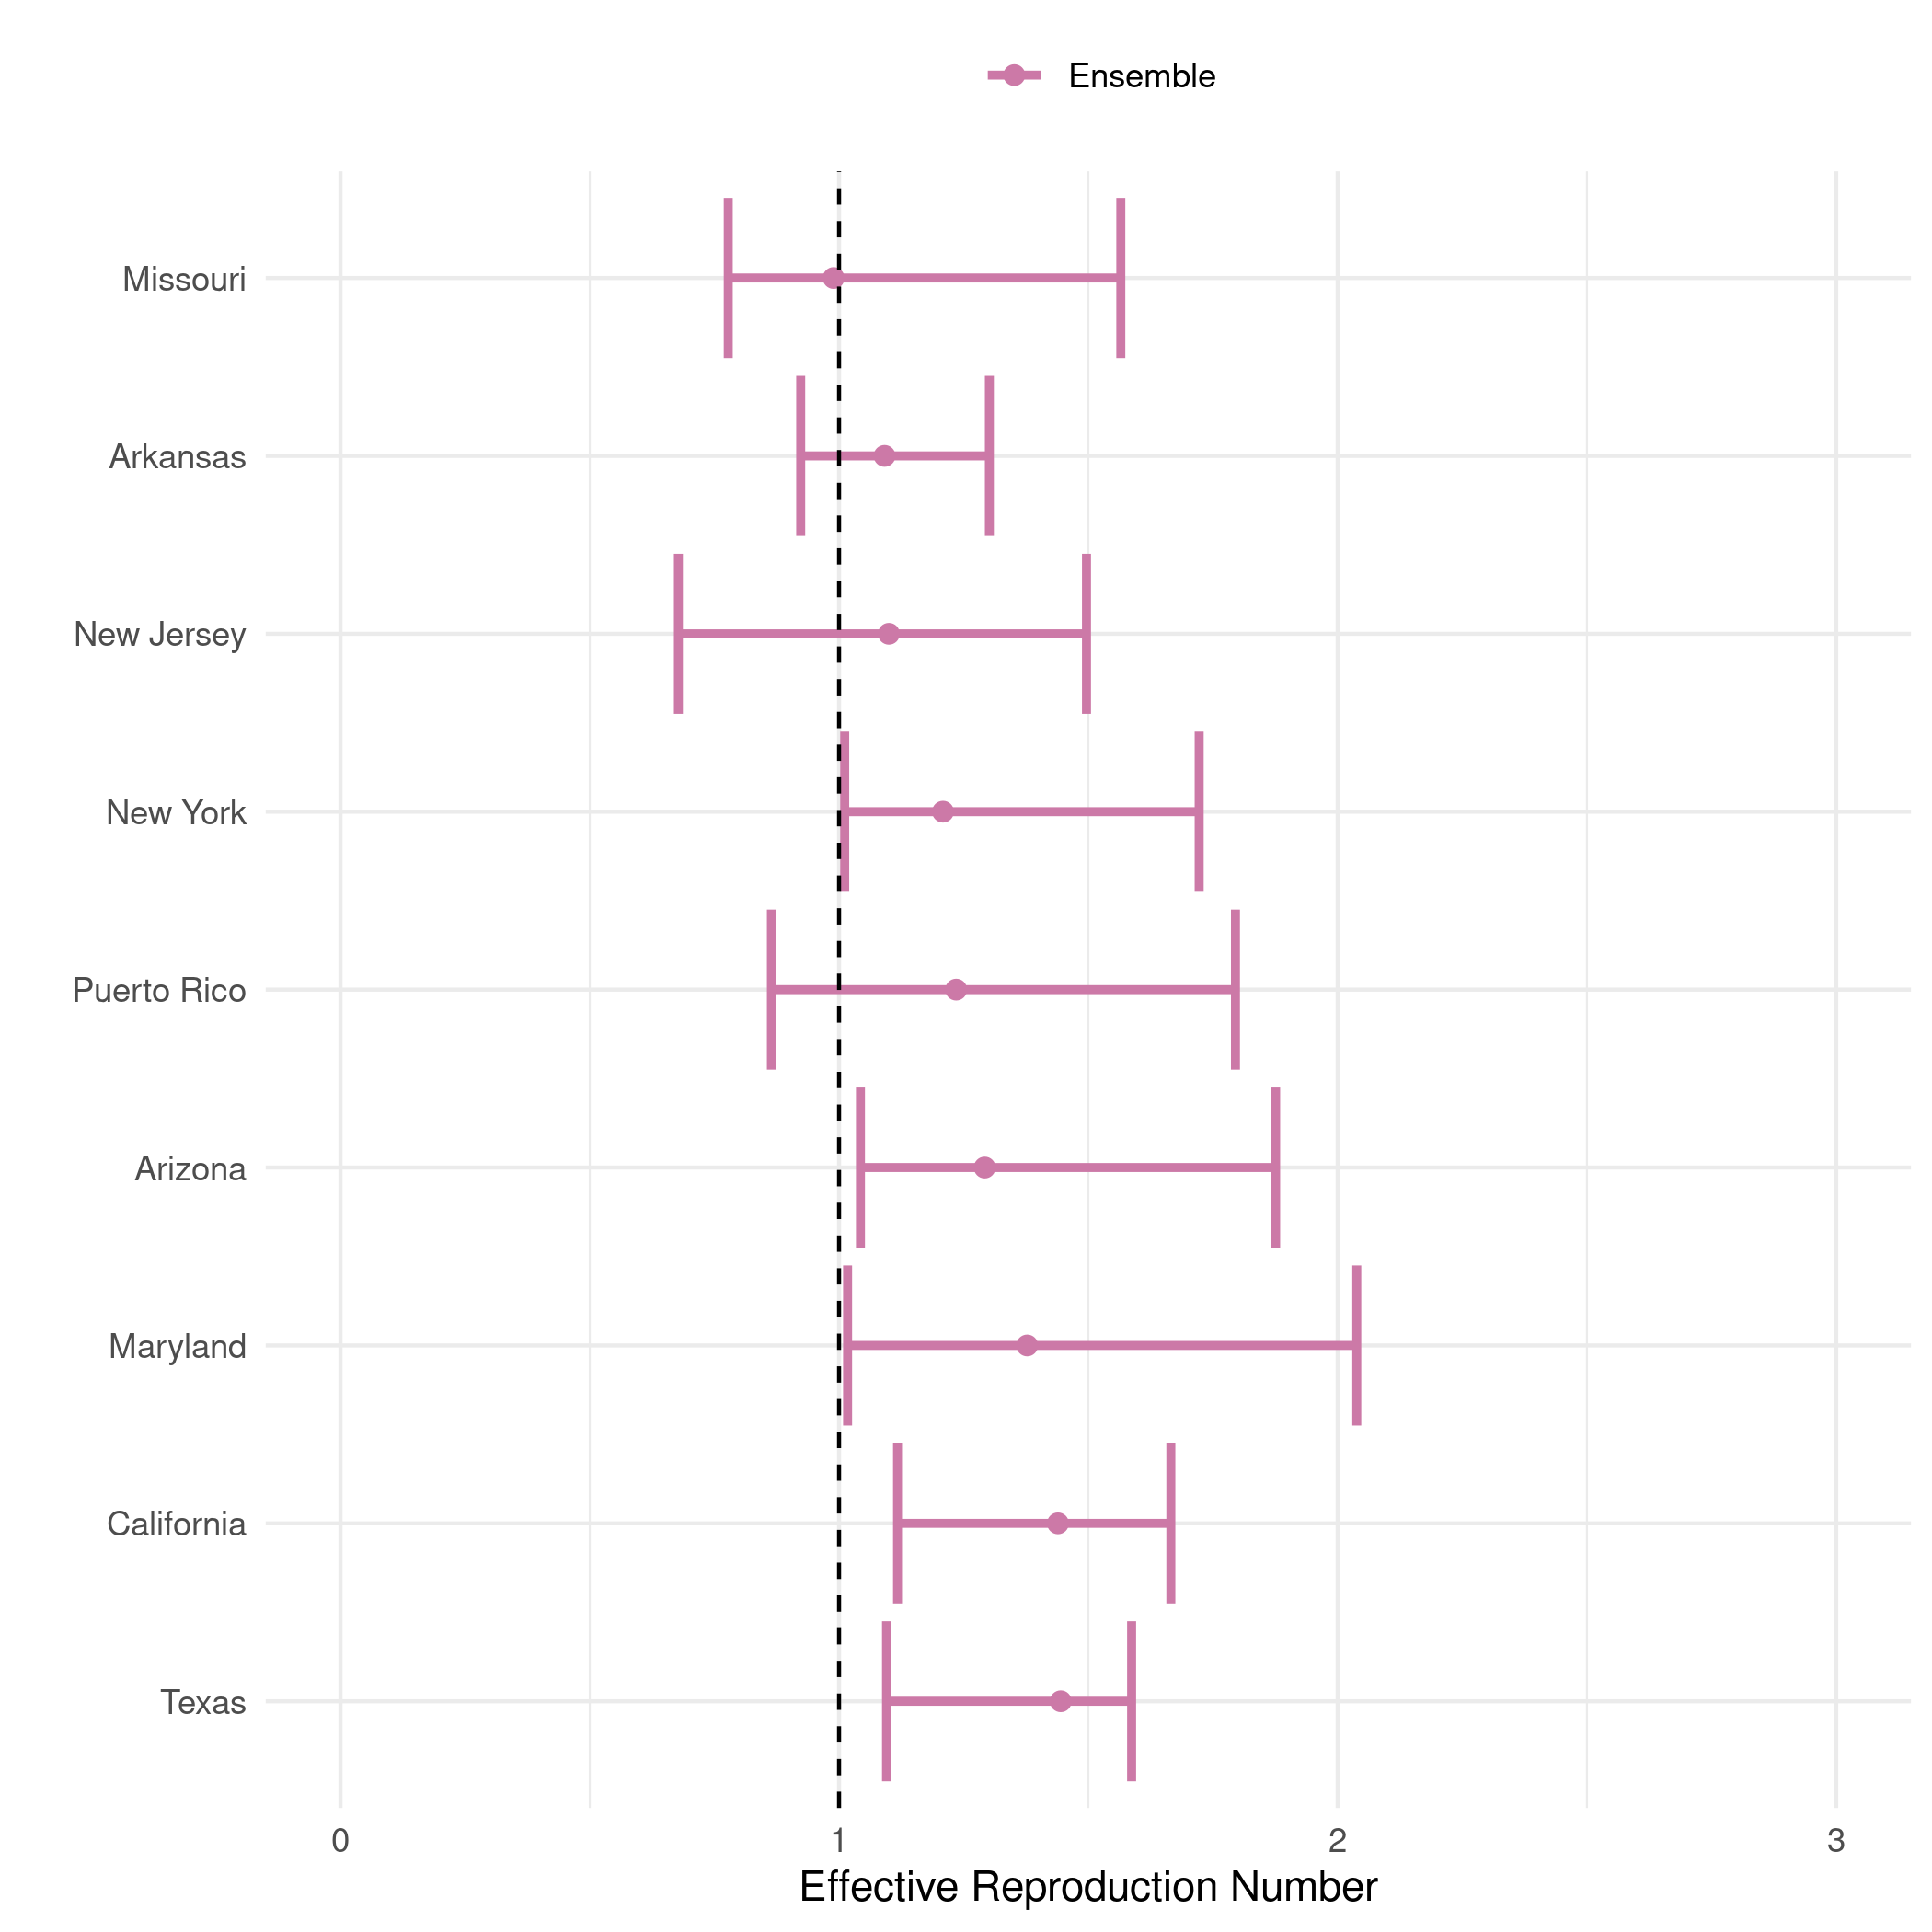 Ensemble
Missouri
Arkansas
New Jersey
New York
Puerto Rico
Arizona
Maryland
California
Texas
0 1 2 3
Effective Reproduction Number